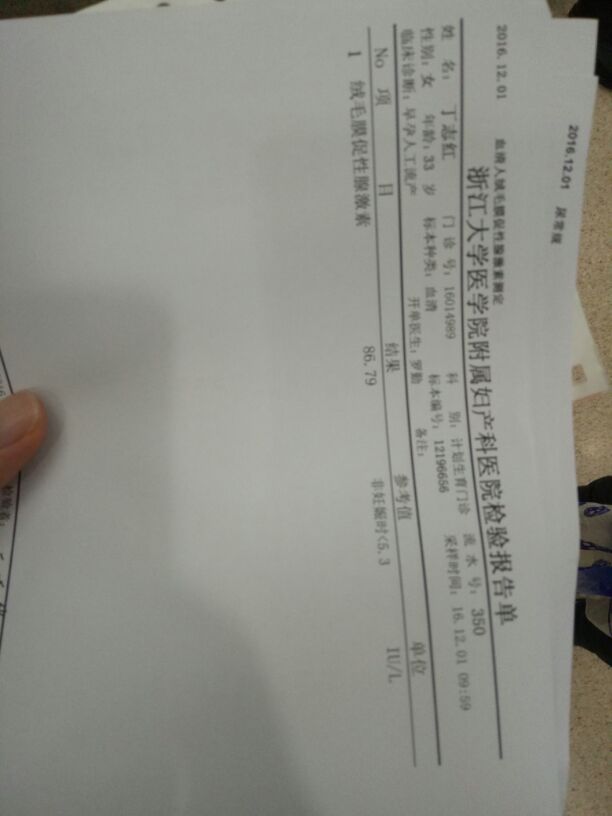 2016.12.01 尿常规
2016.12.01 血清人绒毛膜促性腺激素测定
浙江大学医学院附属妇产科医院检验报告单
姓 名: 丁志红 门 诊 号: 16014989 科 别: 计划生育门诊 流 水 号: 350
性别: 女 年龄: 33 岁 标本种类: 血清 标本编号: 12196656 采样时间: 16.12.01 09:59
临床诊断: 早孕人工流产 开单医生: 罗勤 备注:
No 项 目 结果 参考值 单位
1 绒毛膜促性腺激素 86.79 非妊娠时<5.3 IU/L